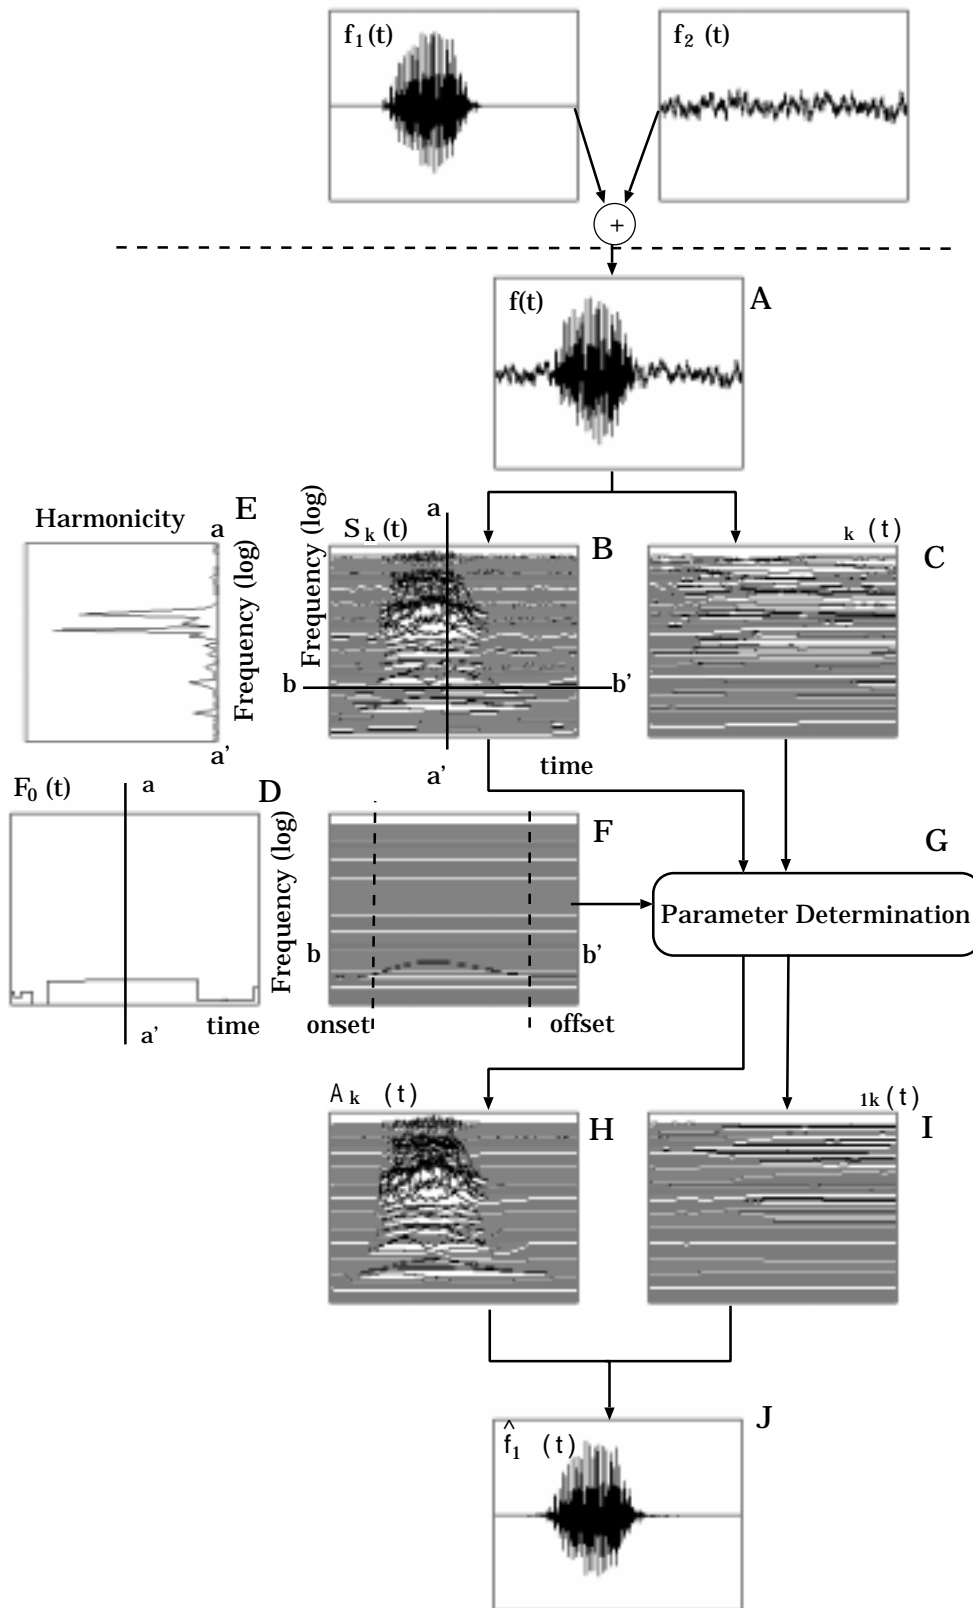 f1(t)
f2 (t)
+
f(t)
A
Harmonicity
E
a
Frequency (log)
a'
Frequency (log)
a
Sk(t)
B
b
b'
a'
time
k (t)
C
F0(t)
a
D
a'
time
Frequency (log)
F
b
b'
onset
offset
G
Parameter Determination
Ak (t)
H
1k(t)
I
J
f̂1 (t)